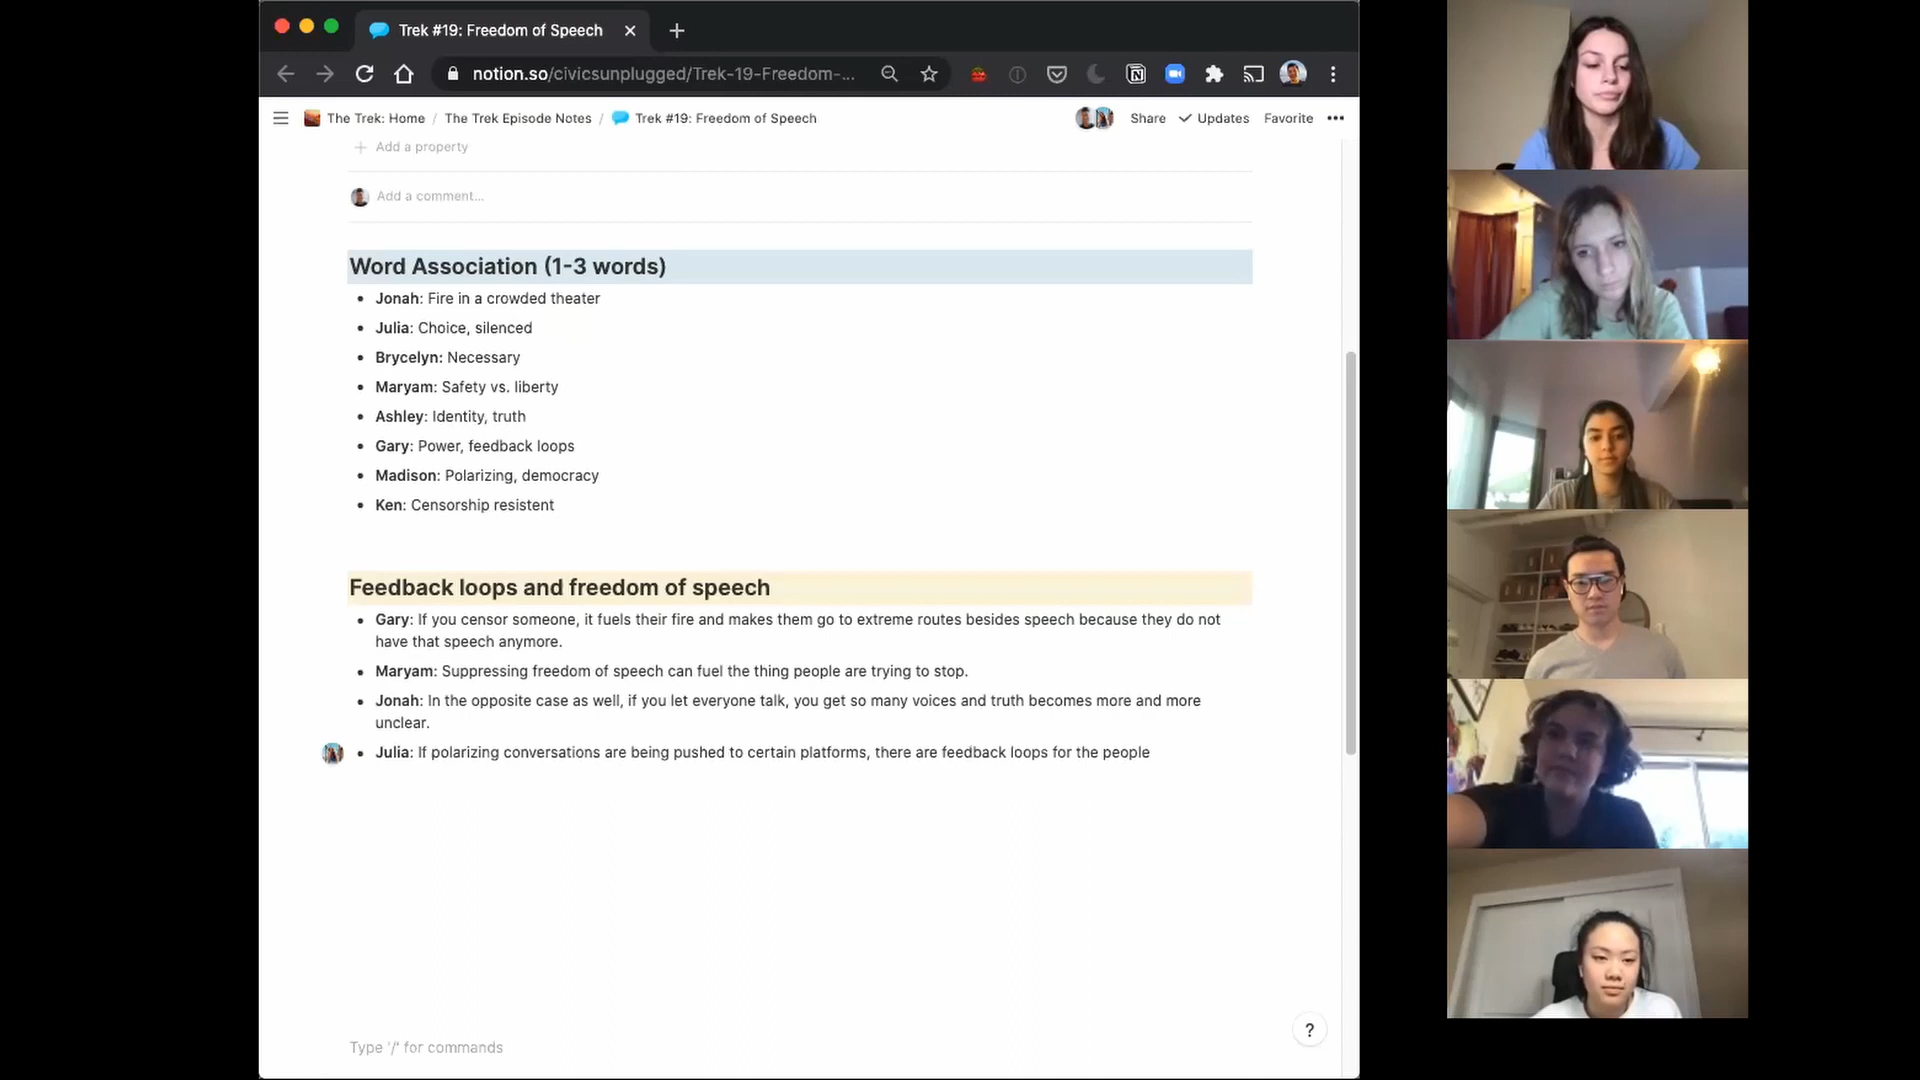 Trek #19: Freedom of Speech
notion.so/civicsunplugged/Trek-19-Freedom-...
The Trek: Home / The Trek Episode Notes / Trek #19: Freedom of Speech
Share Updates Favorite
Add a property
Add a comment...
Word Association (1-3 words)
Jonah: Fire in a crowded theater
Julia: Choice, silenced
Brycelyn: Necessary
Maryam: Safety vs. liberty
Ashley: Identity, truth
Gary: Power, feedback loops
Madison: Polarizing, democracy
Ken: Censorship resistent
Feedback loops and freedom of speech
Gary: If you censor someone, it fuels their fire and makes them go to extreme routes besides speech because they do not
have that speech anymore.
Maryam: Suppressing freedom of speech can fuel the thing people are trying to stop.
Jonah: In the opposite case as well, if you let everyone talk, you get so many voices and truth becomes more and more
unclear.
Julia: If polarizing conversations are being pushed to certain platforms, there are feedback loops for the people
?
Type '/' for commands